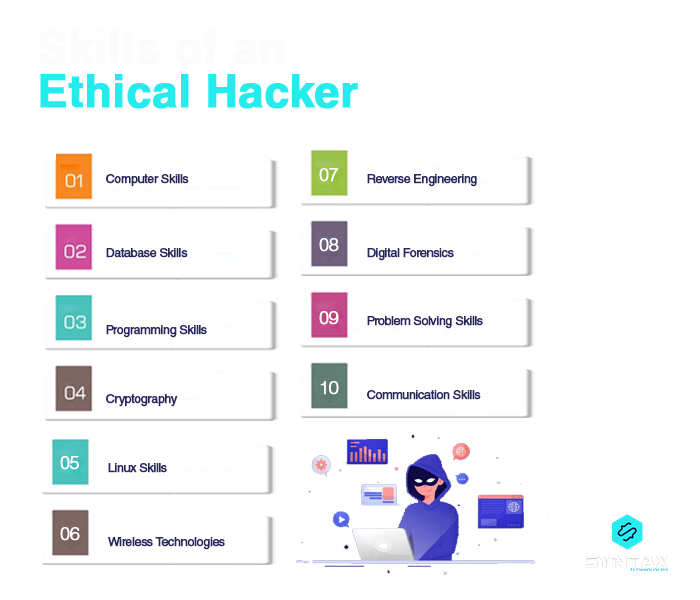 Skills of an
Ethical Hacker
01 Computer Skills
02 Database Skills
03 Programming Skills
04 Cryptography
05 Linux Skills
06 Wireless Technologies
07 Reverse Engineering
08 Digital Forensics
09 Problem Solving Skills
10 Communication Skills
SYNTAX
TECHNOLOGIES